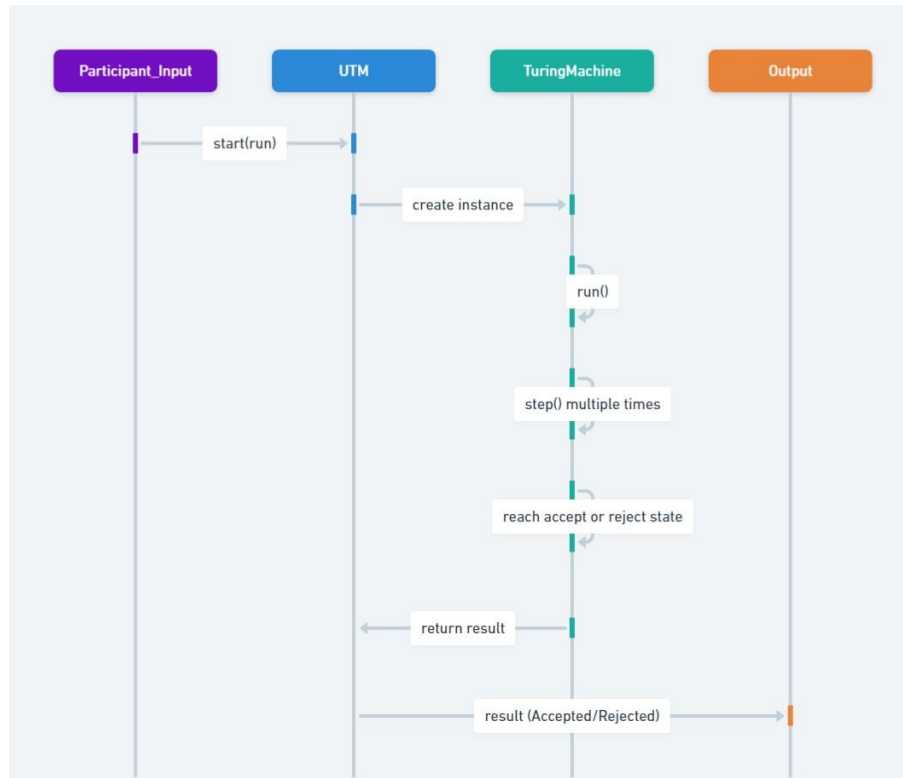 Participant_Input
UTM
TuringMachine
Output
start(run)
create instance
run()
step() multiple times
reach accept or reject state
return result
result (Accepted/Rejected)